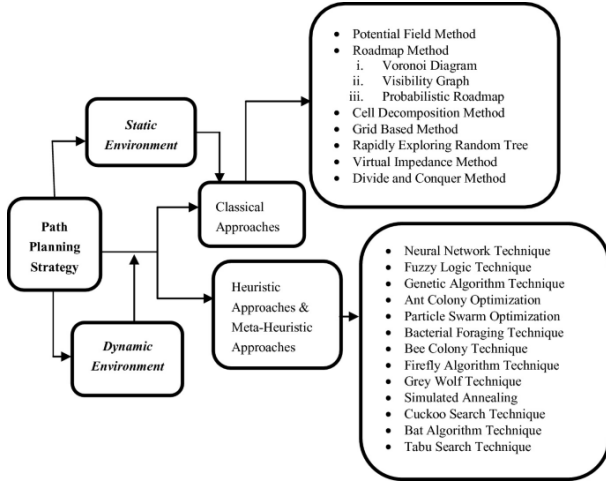 • Potential Field Method
• Roadmap Method
i. Voronoi Diagram
ii. Visibility Graph
iii. Probabilistic Roadmap
• Cell Decomposition Method
• Grid Based Method
• Rapidly Exploring Random Tree
• Virtual Impedance Method
• Divide and Conquer Method
Static
Environment
Classical
Approaches
Path
Planning
Strategy
Heuristic
Approaches &
Meta-Heuristic
Approaches
Dynamic
Environment
• Neural Network Technique
• Fuzzy Logic Technique
• Genetic Algorithm Technique
• Ant Colony Optimization
• Particle Swarm Optimization
• Bacterial Foraging Technique
• Bee Colony Technique
• Firefly Algorithm Technique
• Grey Wolf Technique
• Simulated Annealing
• Cuckoo Search Technique
• Bat Algorithm Technique
• Tabu Search Technique